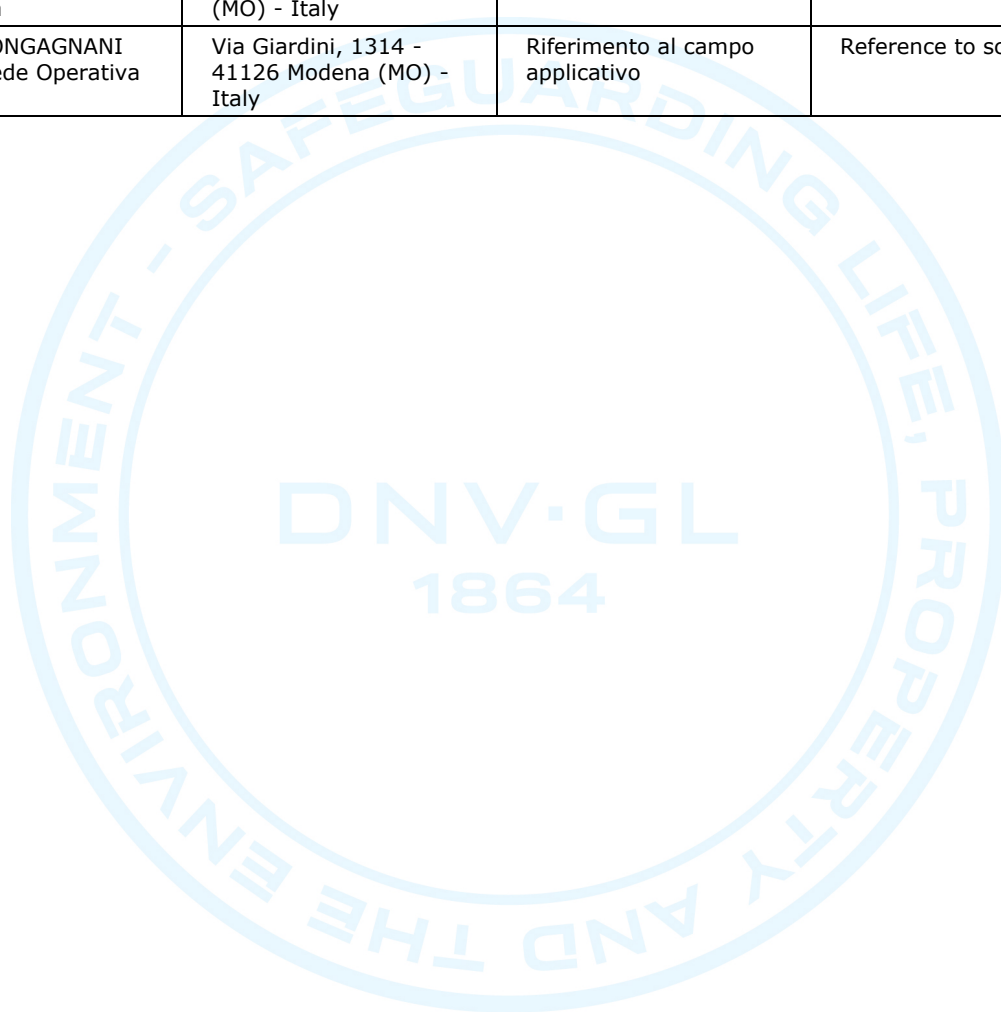 (MO) - Italy
ONGAGNANI
ede Operativa
Via Giardini, 1314 -
41126 Modena (MO) -
Italy
Riferimento al campo
applicativo
Reference to sc
SAFEGUARDING LIFE, PROPERTY AND THE ENVIRONMENT -
DNV·GL
1864